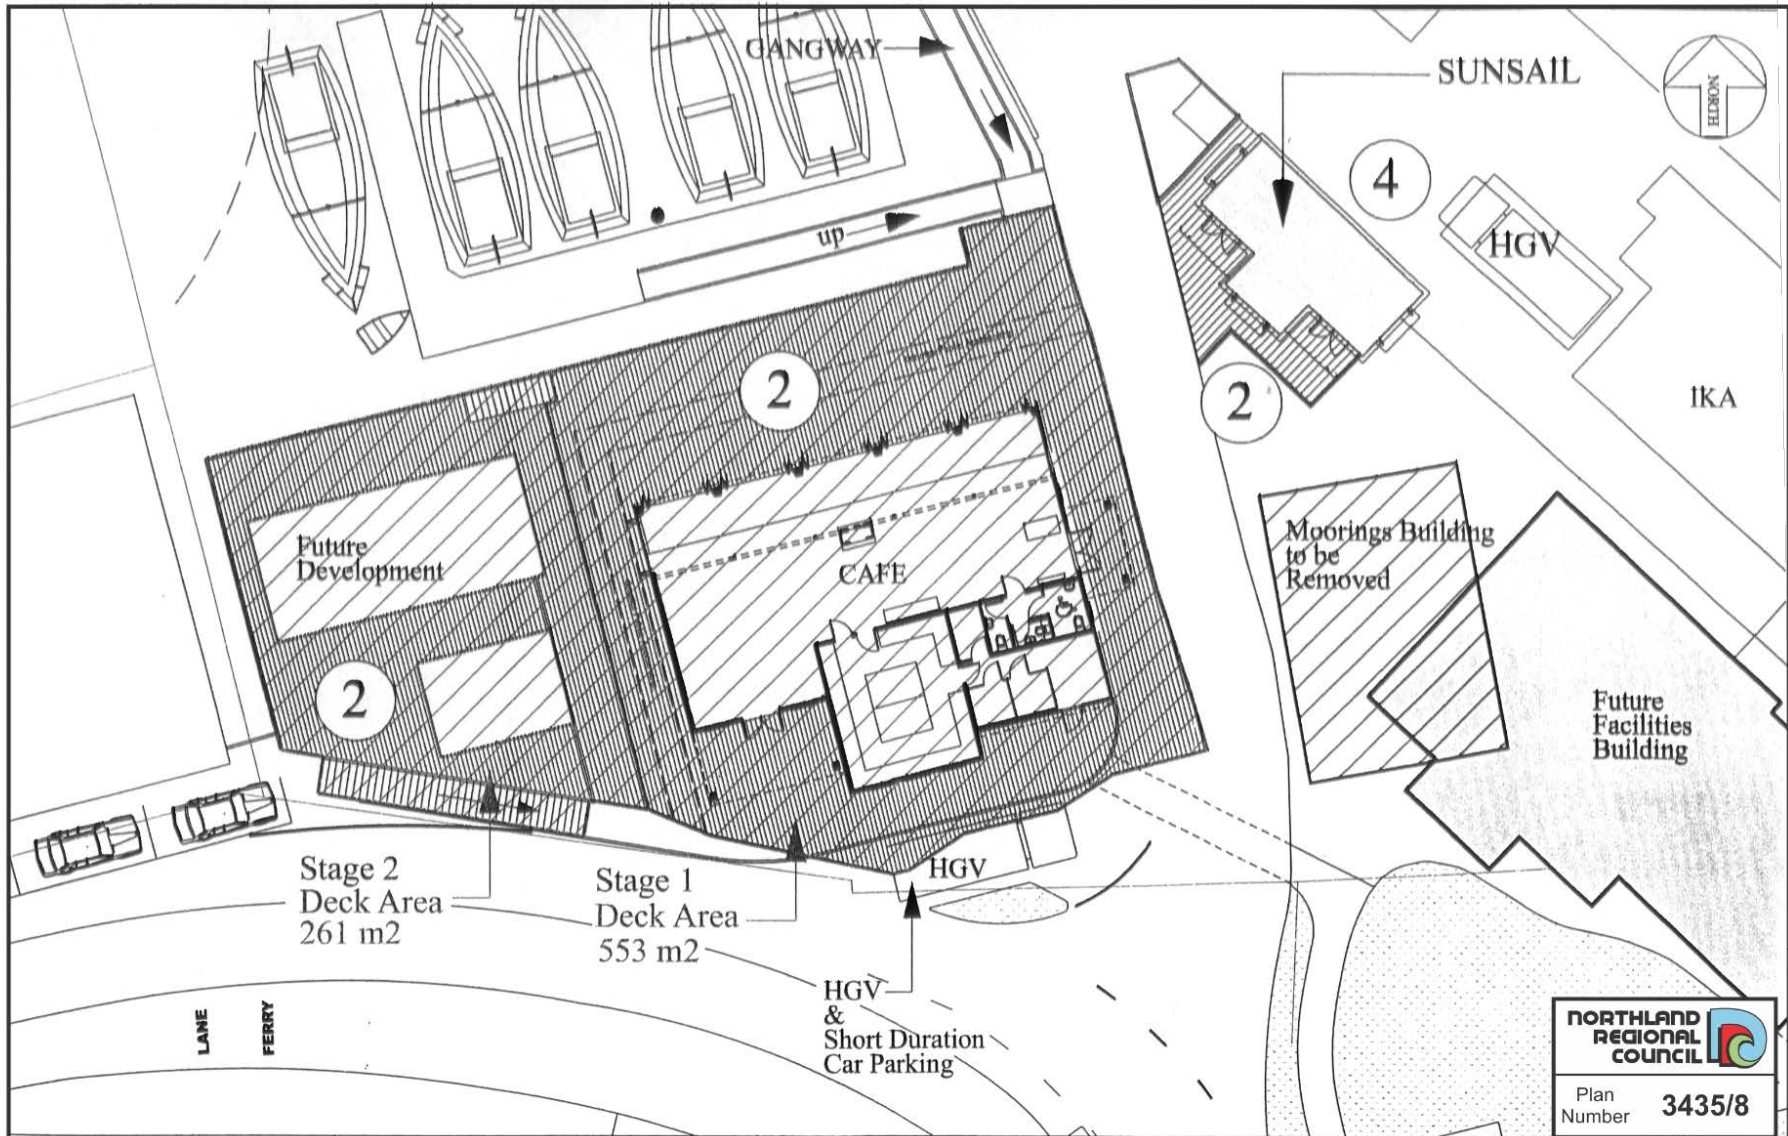 GANGWAY
SUNSAIL
NORTH
4
HGV
up
2
2
IKA
Future
Development
CAFE
Moorings Building
to be
Removed
2
Future
Facilities
Building
Stage 2
Deck Area
261 m2
Stage 1
Deck Area
553 m2
HGV
HGV
&
Short Duration
Car Parking
LANE
FERRY
NORTHLAND
REGIONAL
COUNCIL
Plan
Number
3435/8